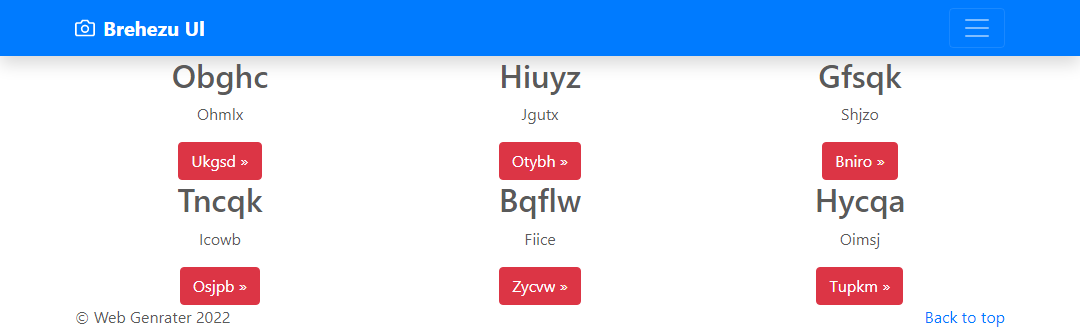 Brehezu Ul
Obghc Hiuyz Gfsqk
Ohmlx Jgutx Shjzo
Ukgsd » Otybh » Bniro »
Tncqk Bqflw Hycqa
Icowb Fiice Oimsj
Osjpb » Zycvw » Tupkm »
© Web Genrater 2022 Back to top